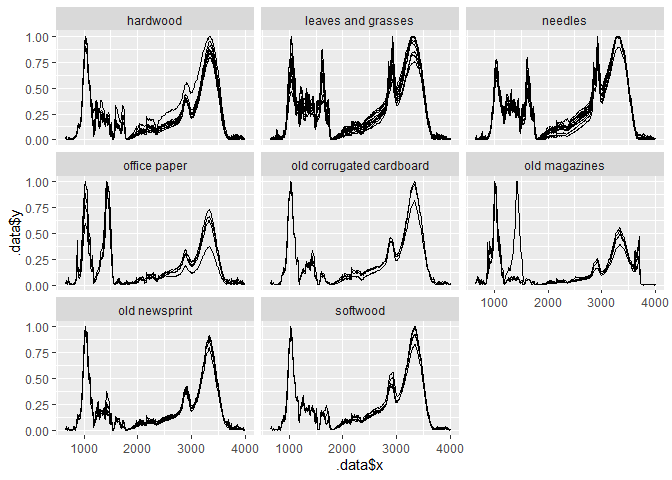 hardwood leaves and grasses needles
1.00
0.75
0.50
0.25
0.00
office paper old corrugated cardboard old magazines
1.00
0.75
0.50
0.25
0.00
1000 2000 3000 4000
old newsprint softwood
1.00
0.75
0.50
0.25
0.00
1000 2000 3000 4000 1000 2000 3000 4000
.data$x
.data$y